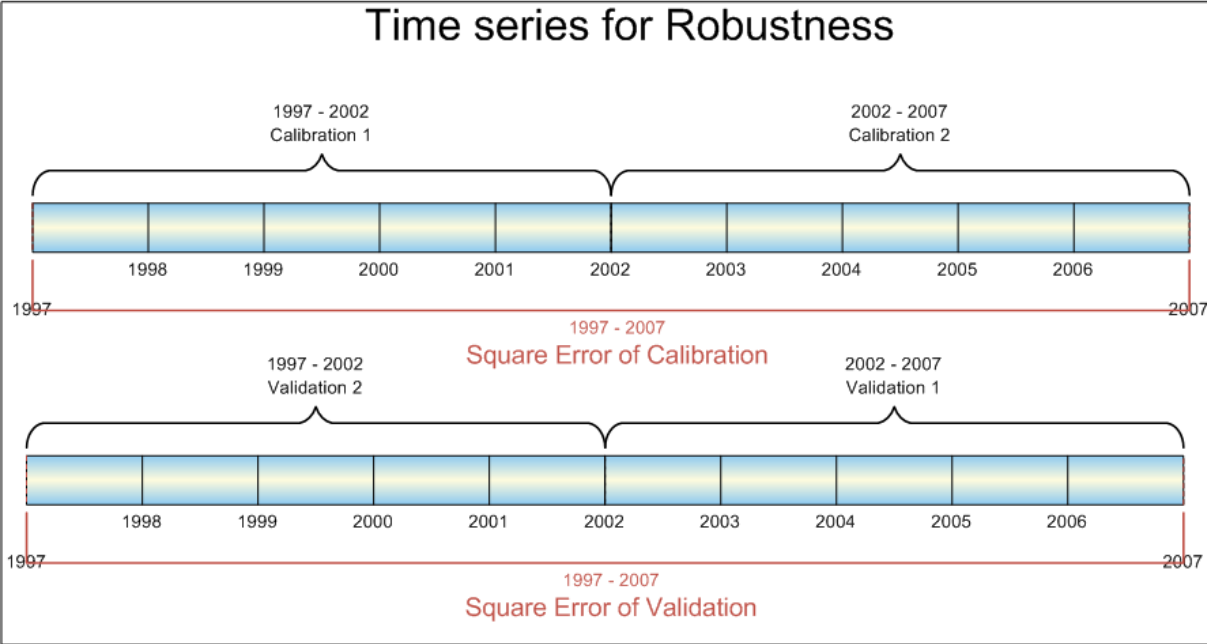 Time series for Robustness
1997 - 2002
Calibration 1
2002 - 2007
Calibration 2
1998 1999 2000 2001 2002 2003 2004 2005 2006
1997 2007
1997 - 2007
Square Error of Calibration
1997 - 2002
Validation 2
2002 - 2007
Validation 1
1998 1999 2000 2001 2002 2003 2004 2005 2006
1997 2007
1997 - 2007
Square Error of Validation